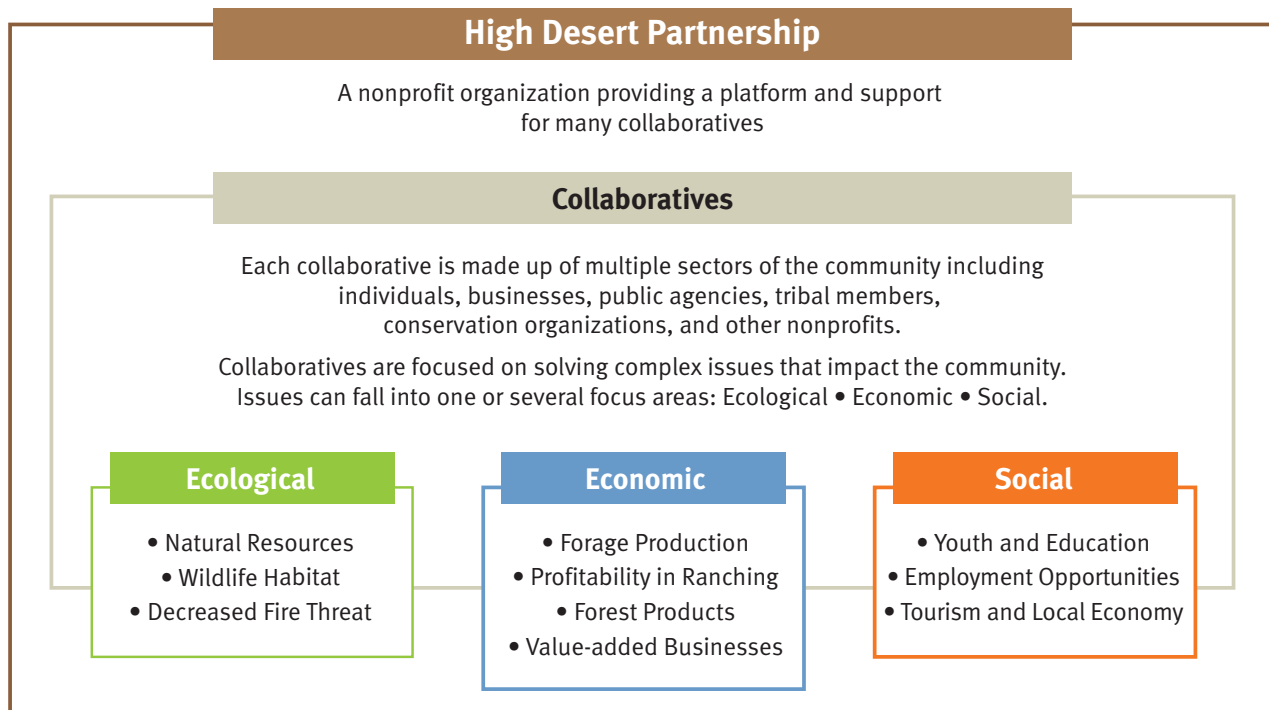 High Desert Partnership
A nonprofit organization providing a platform and support
for many collaboratives
Collaboratives
Each collaborative is made up of multiple sectors of the community including
individuals, businesses, public agencies, tribal members,
conservation organizations, and other nonprofits.
Collaboratives are focused on solving complex issues that impact the community.
Issues can fall into one or several focus areas: Ecological • Economic • Social.
Ecological
• Natural Resources
• Wildlife Habitat
• Decreased Fire Threat
Economic
• Forage Production
• Profitability in Ranching
• Forest Products
• Value-added Businesses
Social
• Youth and Education
• Employment Opportunities
• Tourism and Local Economy